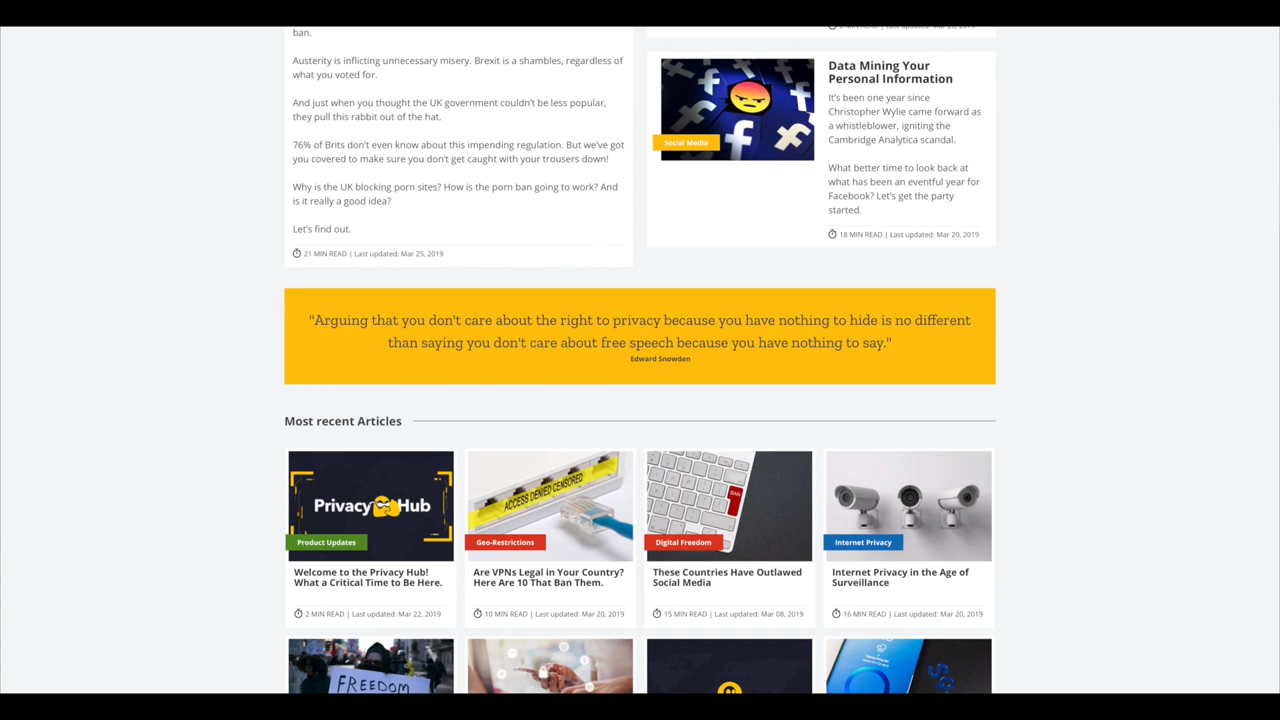 ban.
Austerity is inflicting unnecessary misery. Brexit is a shambles, regardless of
what you voted for.
And just when you thought the UK government couldn't be less popular,
they pull this rabbit out of the hat.
76% of Brits don't even know about this impending regulation. But we've got
you covered to make sure you don't get caught with your trousers down!
Why is the UK blocking porn sites? How is the porn ban going to work? And
is it really a good idea?
Let's find out.
21 MIN READ | Last updated: Mar 25, 2019
Social Media
Data Mining Your
Personal Information
It's been one year since
Christopher Wylie came forward as
a whistleblower, igniting the
Cambridge Analytica scandal.
What better time to look back at
what has been an eventful year for
Facebook? Let's get the party
started.
18 MIN READ | Last updated: Mar 20, 2019
"Arguing that you don't care about the right to privacy because you have nothing to hide is no different
than saying you don't care about free speech because you have nothing to say."
Edward Snowden
Most recent Articles
Privacy Hub
Product Updates
Welcome to the Privacy Hub!
What a Critical Time to Be Here.
2 MIN READ | Last updated: Mar 22, 2019
ACCESS DENIED CENSORED
Geo-Restrictions
Are VPNs Legal in Your Country?
Here Are 10 That Ban Them.
10 MIN READ | Last updated: Mar 20, 2019
BAN
Digital Freedom
These Countries Have Outlawed
Social Media
15 MIN READ | Last updated: Mar 08, 2019
Internet Privacy
Internet Privacy in the Age of
Surveillance
16 MIN READ | Last updated: Mar 20, 2019
FREEDOM